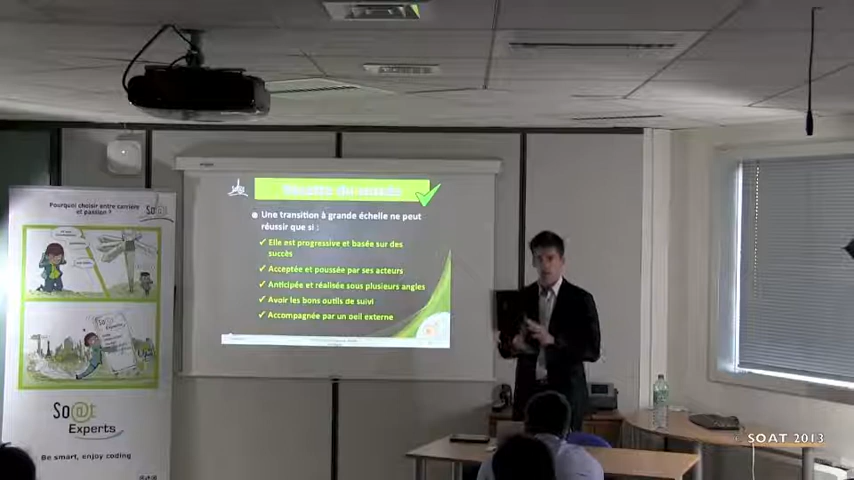 Pourquoi choisir entre carrière
et passion ?
So@t
Une transition à grande échelle ne peut
réussir que si :
Elle est progressive et basée sur des
succès
Acceptée et poussée par ses acteurs
Anticipée et réalisée sous plusieurs angles
Avoir les bons outils de suivi
Accompagnée par un oeil externe
So@t
Experts
Be smart, enjoy coding
SOAT 2013